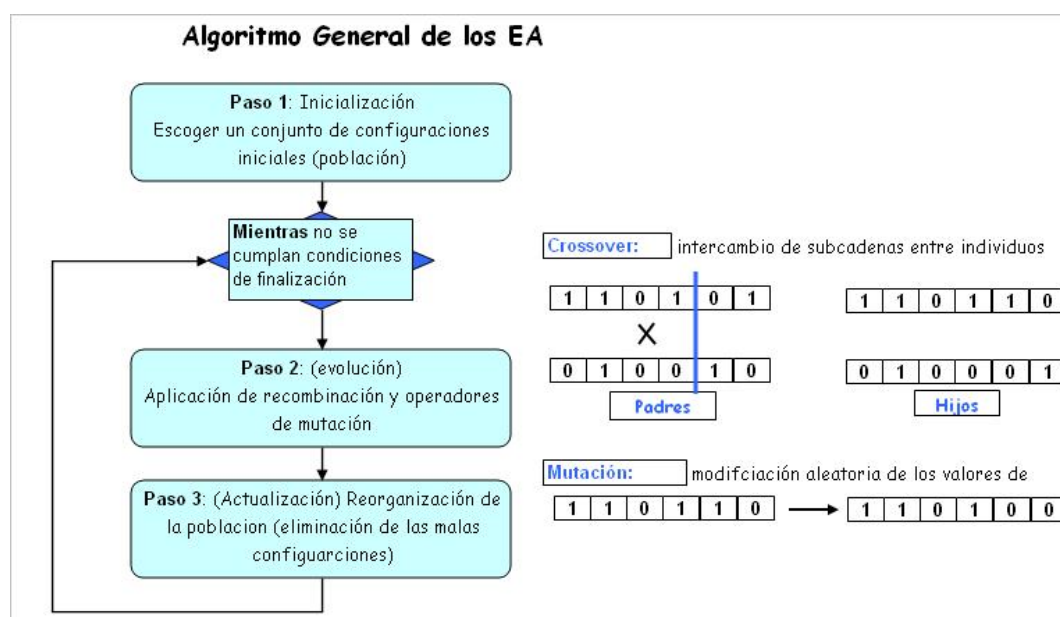 Algoritmo General de los EA
Paso 1: Inicialización
Escoger un conjunto de configuraciones
iniciales (población)
Mientras no se
cumplan condiciones
de finalización
Paso 2: (evolución)
Aplicación de recombinación y operadores
de mutación
Paso 3: (Actualización) Reorganización de
la poblacion (eliminación de las malas
configuarciones)
Crossover: intercambio de subcadenas entre individuos
1 1 0 1 0 1
1 1 0 1 1 0
X
0 1 0 0 1 0
0 1 0 0 0 1
Padres
Hijos
Mutación: modifciación aleatoria de los valores de
1 1 0 1 1 0
1 1 0 1 0 0